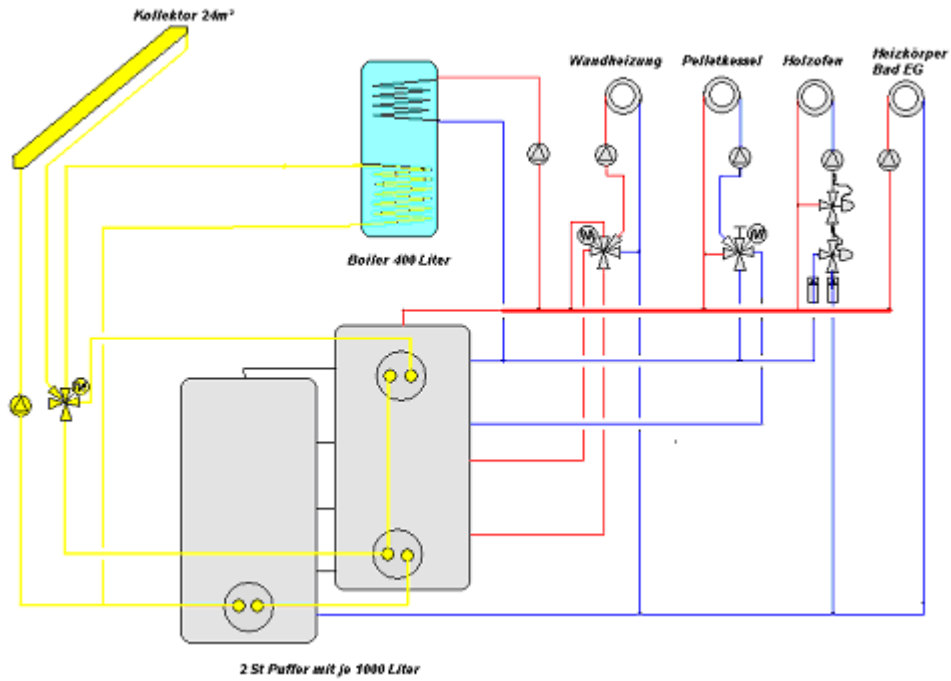 Kollektor 24m²
Wandheizung
Pelletkessel
Holzofen
Heizkörper
Bad EG
M
M
Boiler 400 Liter
M
2 St Puffer mit je 1000 Liter